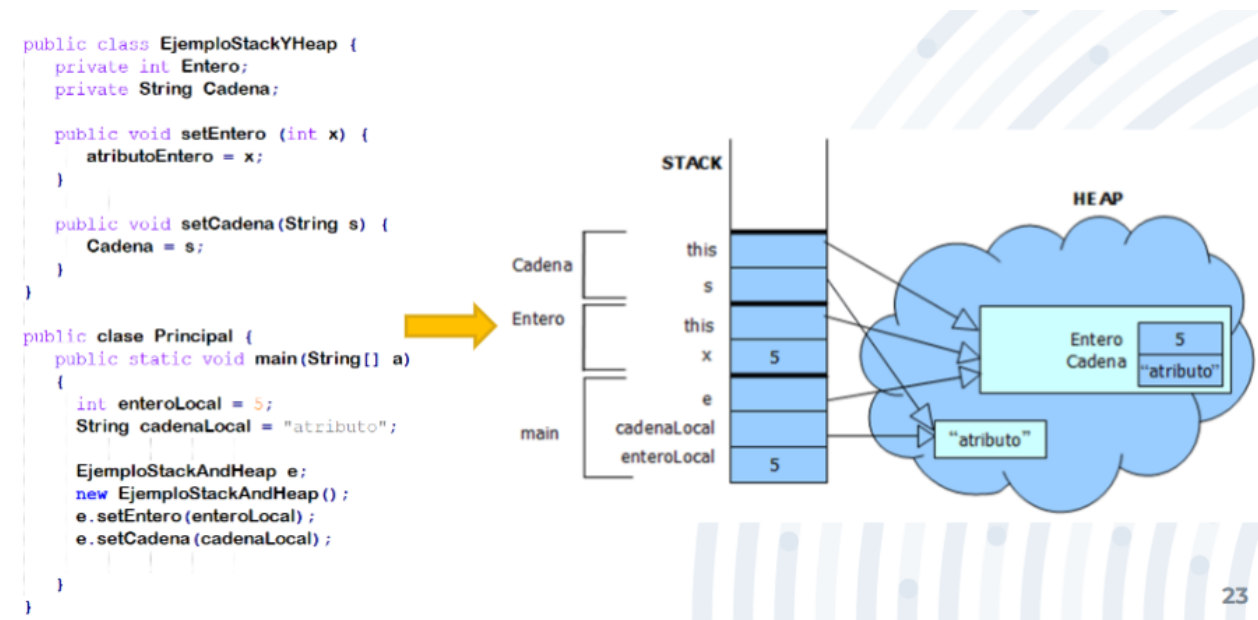 public class EjemploStackYHeap {
private int Entero;
private String Cadena;
public void setEntero (int x) {
atributoEntero = x;
}
public void setCadena(String s) {
Cadena = s;
}
}
public clase Principal {
public static void main(String[] a)
{
int enteroLocal = 5;
String cadenaLocal = "atributo";
EjemploStackAndHeap e;
new EjemploStackAndHeap();
e.setEntero(enteroLocal);
e.setCadena(cadenaLocal);
}
}
STACK
Cadena
this
s
Entero
this
x 5
main
e
cadenaLocal
enteroLocal 5
HEAP
Entero 5
Cadena "atributo"
"atributo"
23